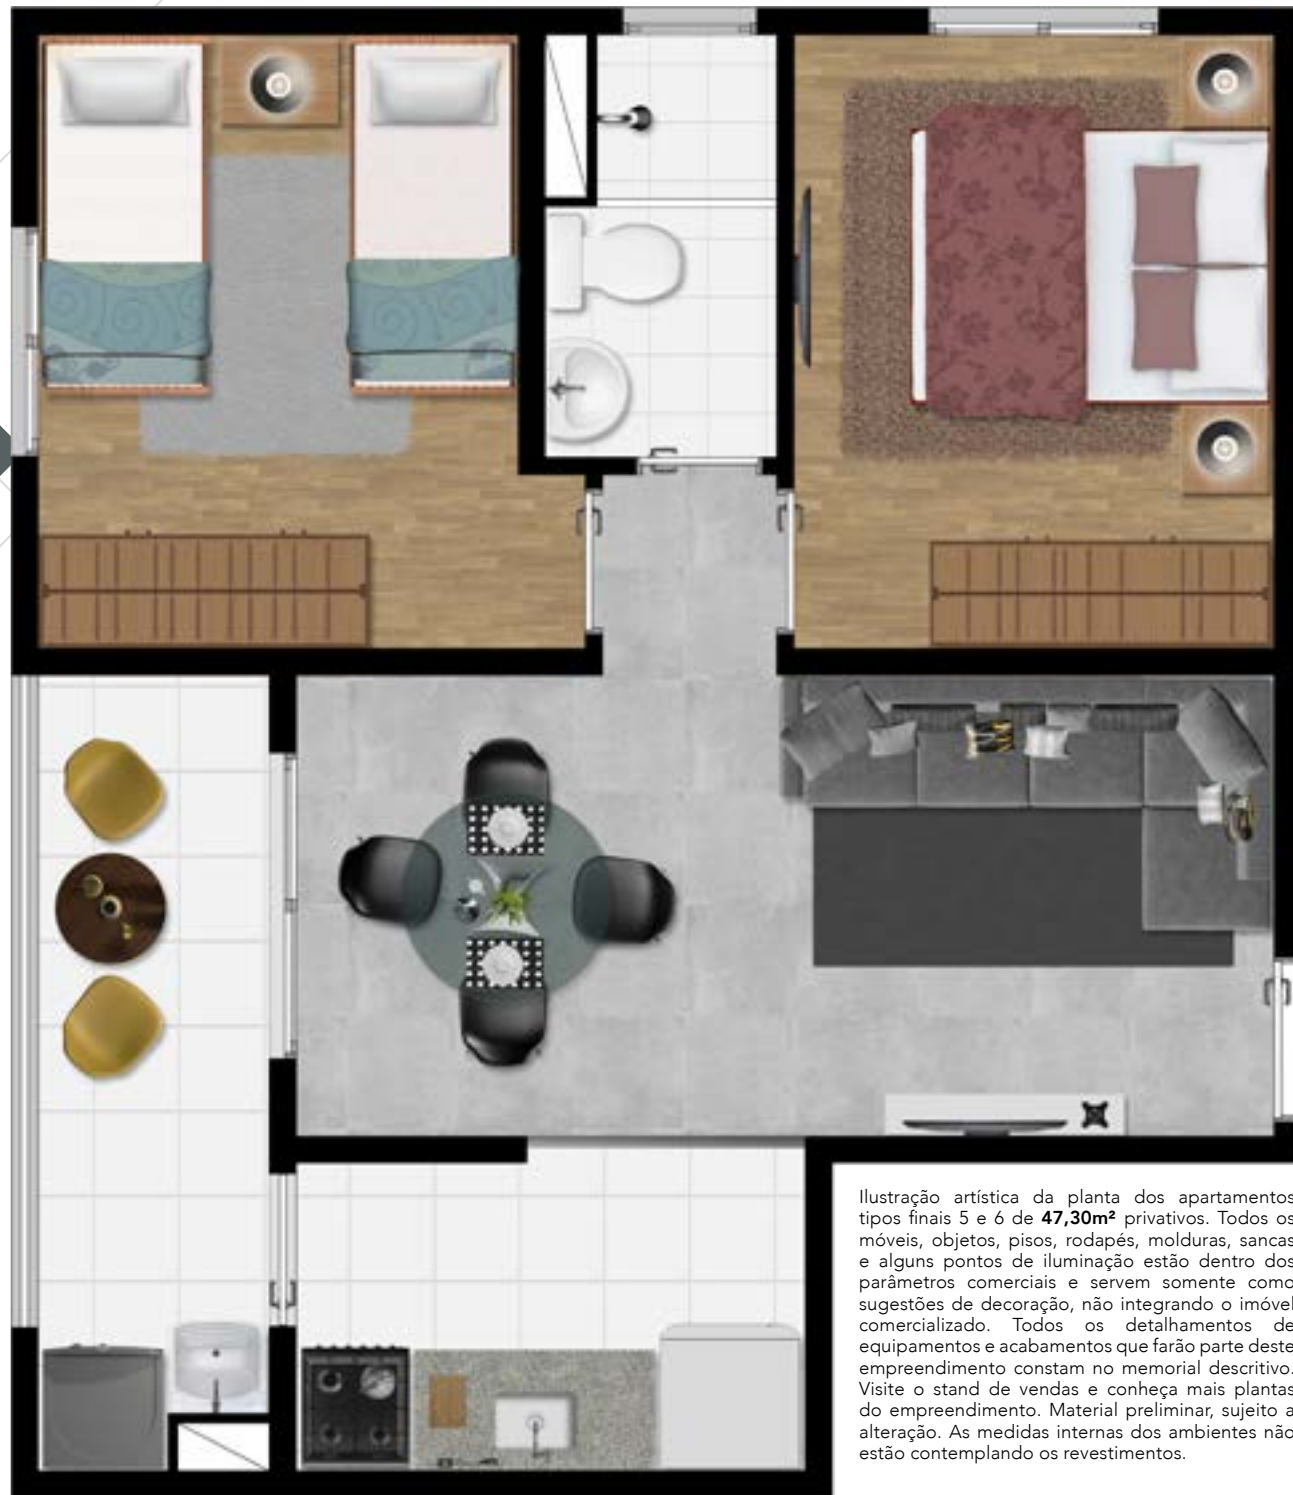 Ilustração artística da planta dos apartamentos
tipos finais 5 e 6 de 47,30m² privativos. Todos os
móveis, objetos, pisos, rodapés, molduras, sancas
e alguns pontos de iluminação estão dentro dos
parâmetros comerciais e servem somente como
sugestões de decoração, não integrando o imóvel
comercializado. Todos os detalhamentos de
equipamentos e acabamentos que farão parte deste
empreendimento constam no memorial descritivo.
Visite o stand de vendas e conheça mais plantas
do empreendimento. Material preliminar, sujeito a
alteração. As medidas internas dos ambientes não
estão contemplando os revestimentos.